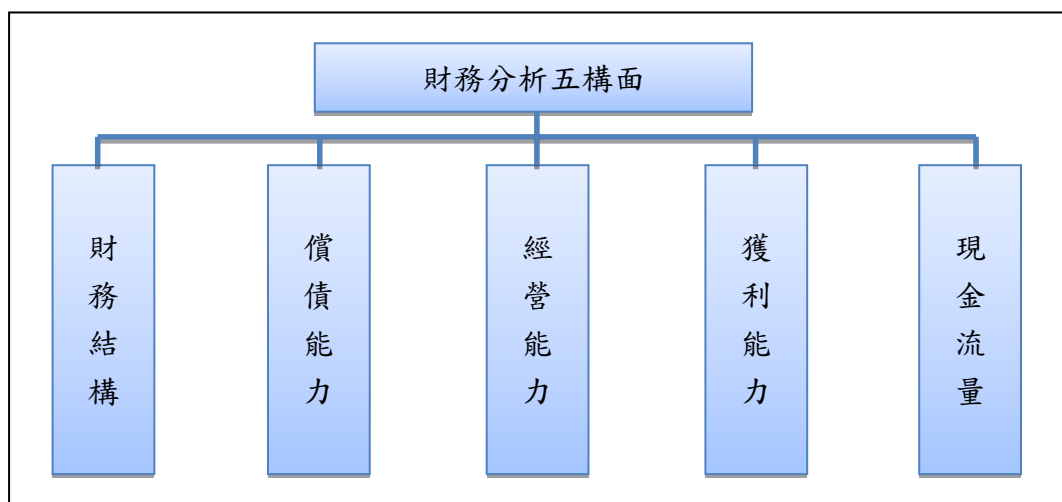 財務分析五構面
財務結構
償債能力
經營能力
獲利能力
現金流量